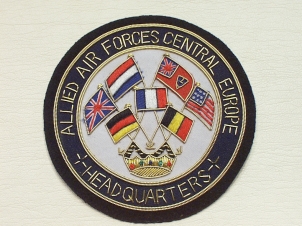 ALLIED AIR FORCES CENTRAL EUROPE
HEADQUARTERS